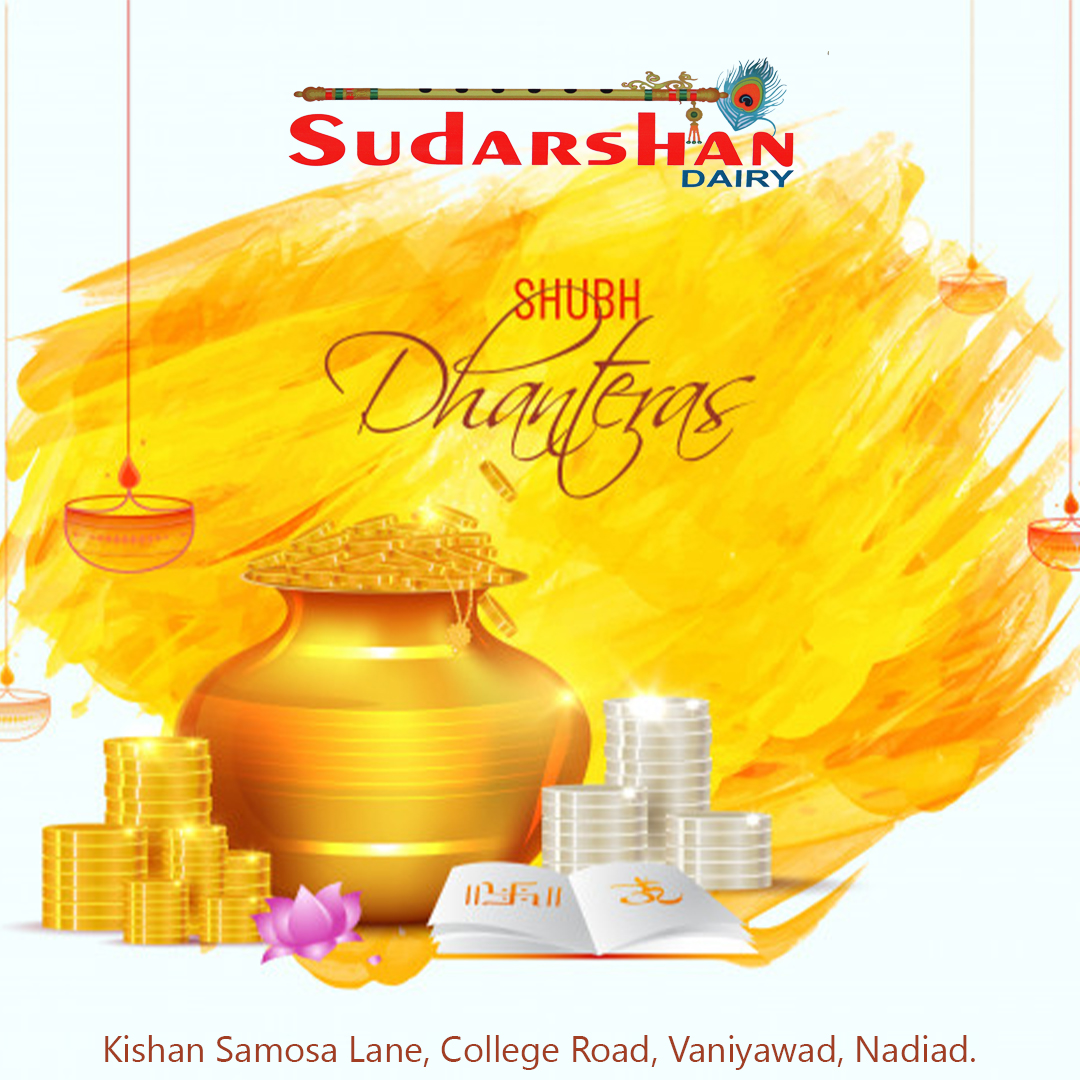 SUDARSHAN
DAIRY
SHUBH
Dhanteras
Kishan Samosa Lane, College Road, Vaniyawad, Nadiad.